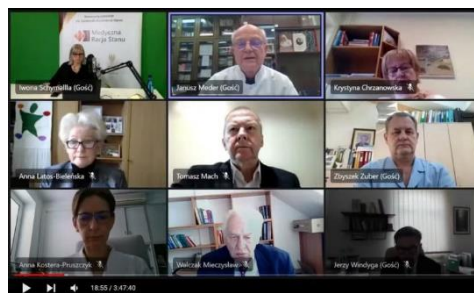 Medyczna
Racja Stanu
Iwona Schymalla (Gość)
Janusz Meder (Gość)
Krystyna Chrzanowska
Anna Latos-Bieleńska
Tomasz Mach
Zbyszek Zuber (Gość)
Anna Kostera-Pruszczyk
Walczak Mieczysław
Jerzy Windyga (Gość)
18:55 / 3:47:40